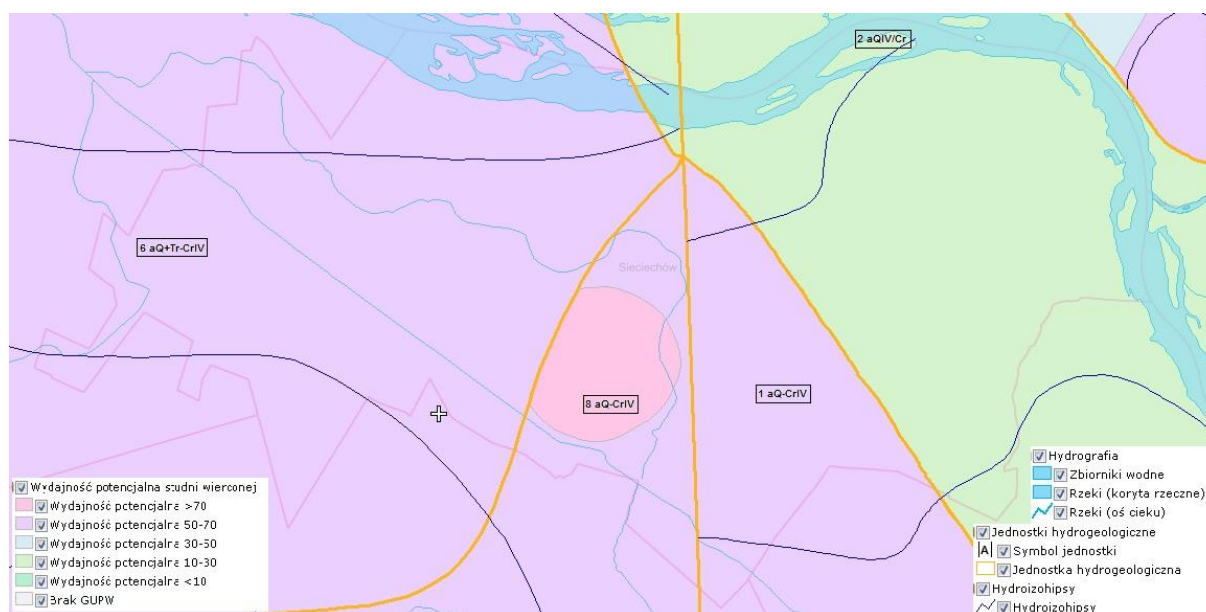 2 aQIV/Cr
6 aQ+Tr-CrIV
Sieciechów
8 aQ-CrIV
1 aQ-CrIV
Wydajność potencjalna studni wierconej
Wydajność potencjalna >70
Wydajność potencjalna 50-70
Wydajność potencjalna 30-50
Wydajność potencjalna 10-30
Wydajność potencjalna <10
Brak GUPW
Hydrografia
Zbiorniki wodne
Rzeki (koryta rzeczne)
Rzeki (oś cieku)
Jednostki hydrogeologiczne
A Symbol jednostki
Jednostka hydrogeologiczna
Hydroizohipsy
Hydroizohipsy